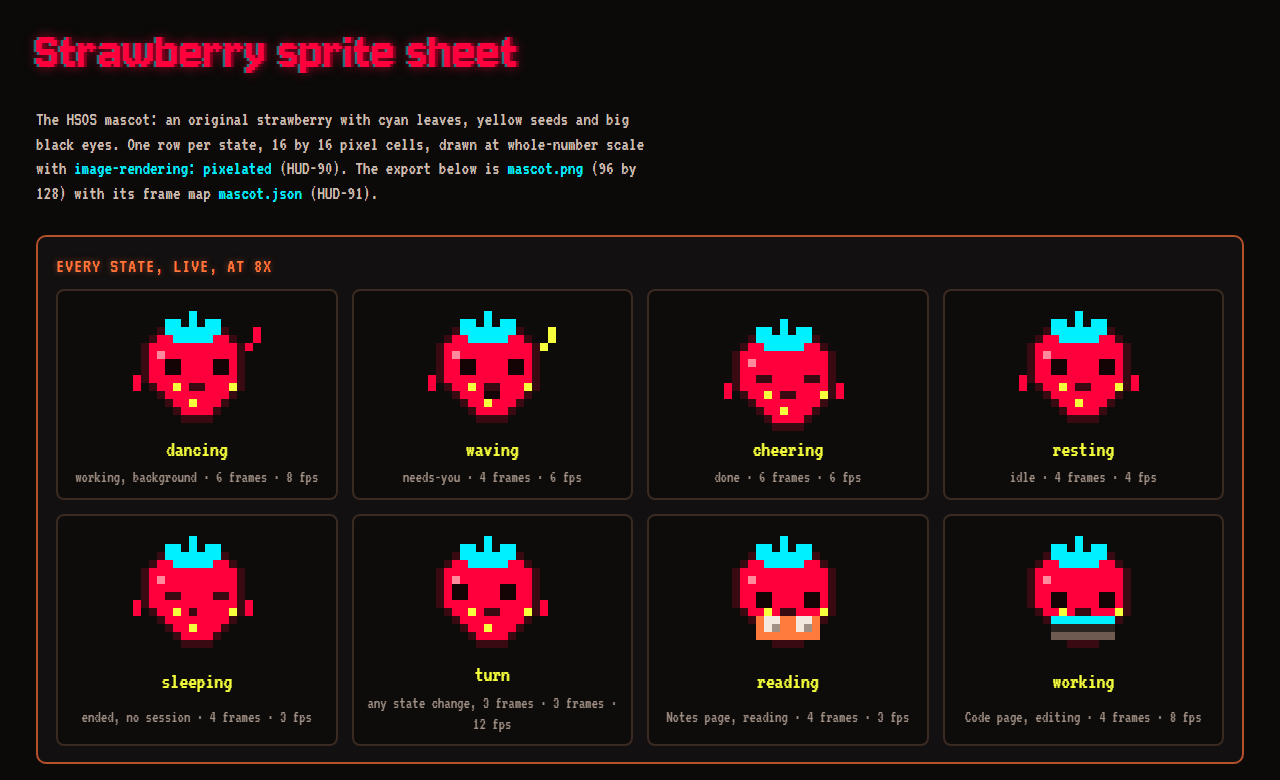 Strawberry sprite sheet
The HSOS mascot: an original strawberry with cyan leaves, yellow seeds and big
black eyes. One row per state, 16 by 16 pixel cells, drawn at whole-number scale
with image-rendering: pixelated (HUD-90). The export below is mascot.png (96 by
128) with its frame map mascot.json (HUD-91).
EVERY STATE, LIVE, AT 8X
dancing
working, background · 6 frames · 8 fps
waving
needs-you · 4 frames · 6 fps
cheering
done · 6 frames · 6 fps
resting
idle · 4 frames · 4 fps
sleeping
ended, no session · 4 frames · 3 fps
turn
any state change, 3 frames · 3 frames ·
12 fps
reading
Notes page, reading · 4 frames · 3 fps
working
Code page, editing · 4 frames · 8 fps